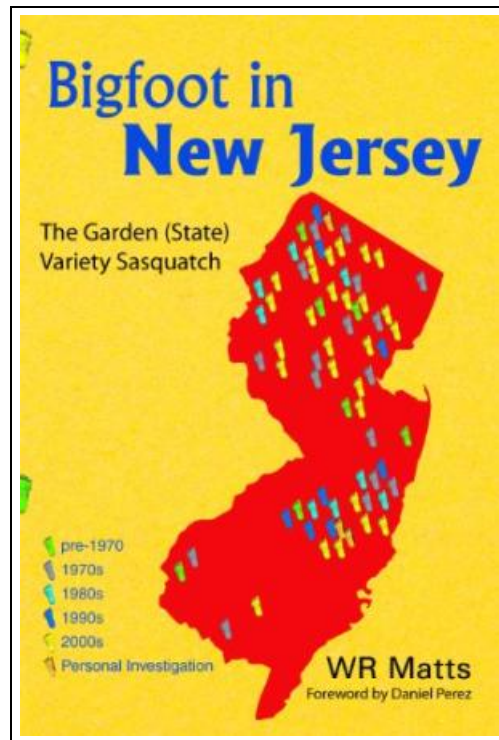 Bigfoot in
New Jersey
The Garden (State)
Variety Sasquatch
pre-1970
1970s
1980s
1990s
2000s
Personal Investigation
WR Matts
Foreword by Daniel Perez